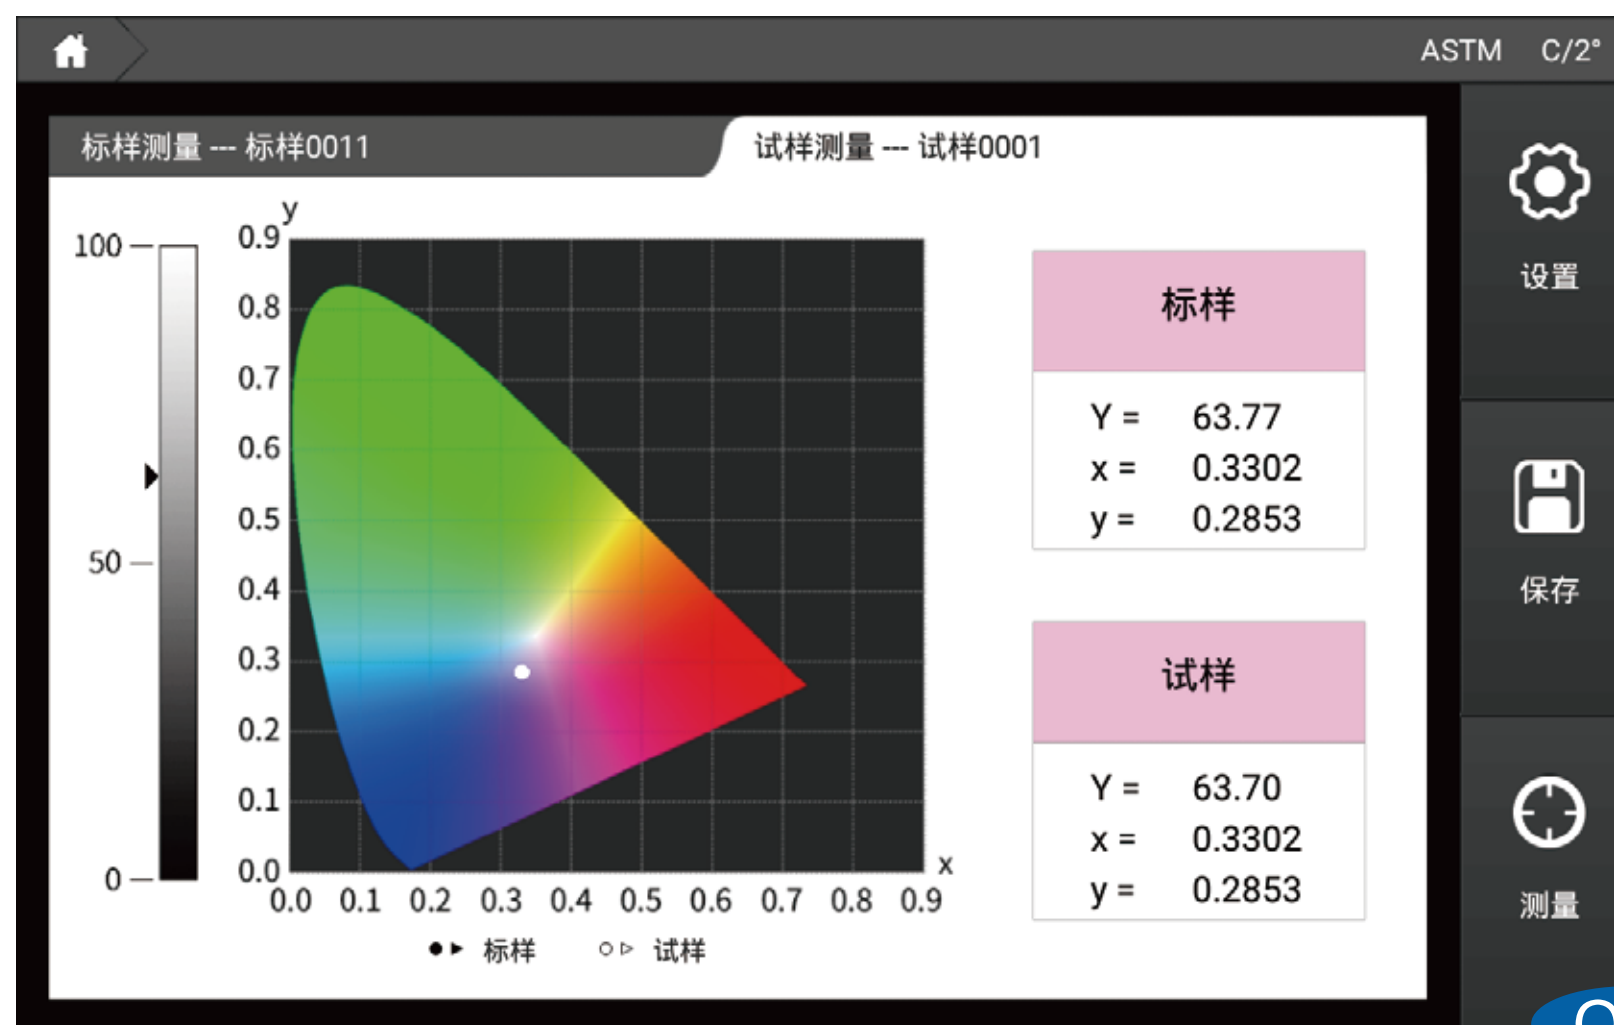 ASTM C/2°
标样测量 --- 标样0011
试样测量 --- 试样0001
设置
保存
测量
y
100
50
0
0.9
0.8
0.7
0.6
0.5
0.4
0.3
0.2
0.1
0.0
0.0 0.1 0.2 0.3 0.4 0.5 0.6 0.7 0.8 0.9
x
标样 试样
标样
Y = 63.77
x = 0.3302
y = 0.2853
试样
Y = 63.70
x = 0.3302
y = 0.2853